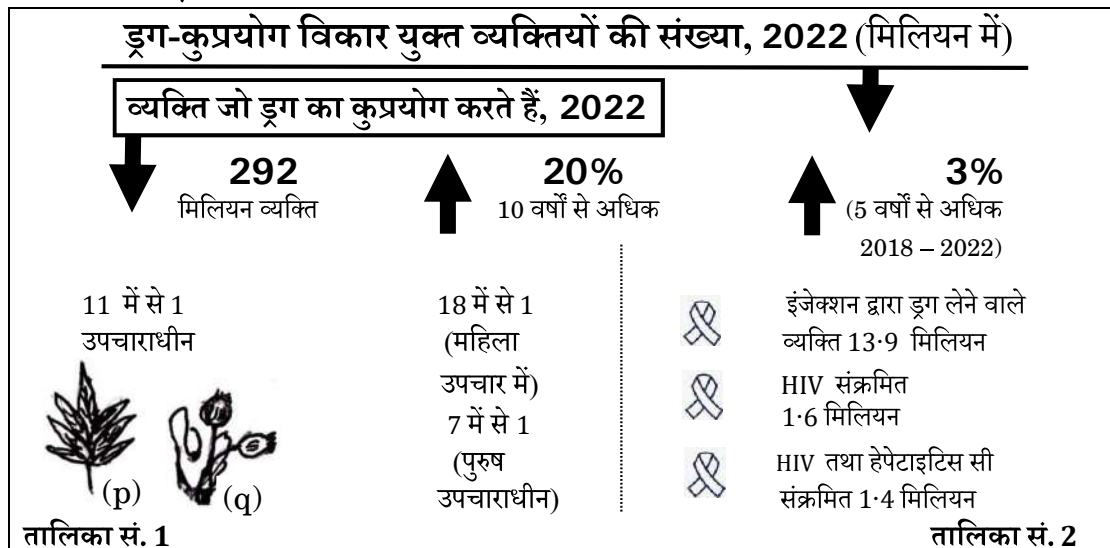 ड्रग-कुप्रयोग विकार युक्त व्यक्तियों की संख्या, 2022 (मिलियन में)
व्यक्ति जो ड्रग का कुप्रयोग करते हैं, 2022
292
मिलियन व्यक्ति
20%
10 वर्षों से अधिक
3%
(5 वर्षों से अधिक
2018 – 2022)
11 में से 1
उपचाराधीन
(p)
(q)
18 में से 1
(महिला
उपचार में)
7 में से 1
(पुरुष
उपचाराधीन)
इंजेक्शन द्वारा ड्रग लेने वाले
व्यक्ति 13·9 मिलियन
HIV संक्रमित
1·6 मिलियन
HIV तथा हेपेटाइटिस सी
संक्रमित 1·4 मिलियन
तालिका सं. 1
तालिका सं. 2